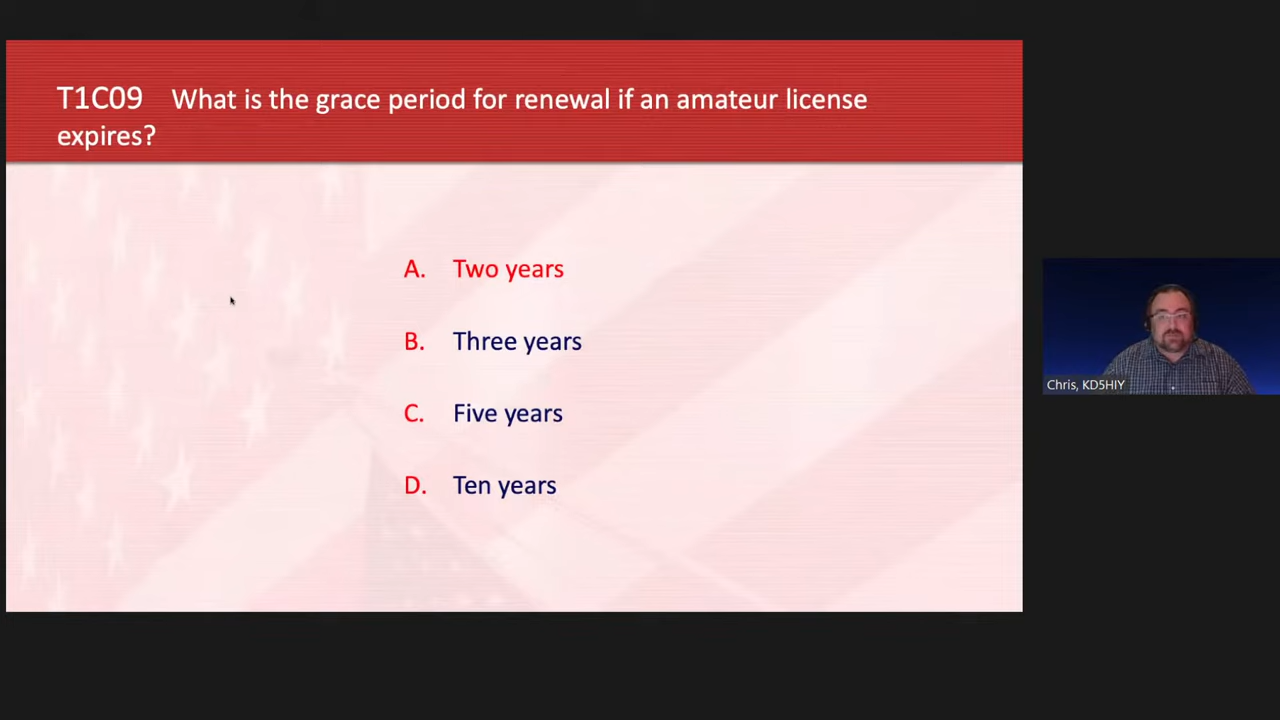 T1C09 What is the grace period for renewal if an amateur license
expires?
A. Two years
B. Three years
C. Five years
D. Ten years
Chris, KD5HIY